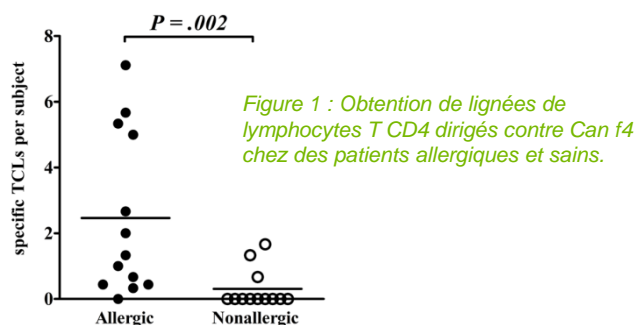 P = .002
8
6
4
2
0
specific TCLs per subject
Allergic
Nonallergic
Figure 1 : Obtention de lignées de
lymphocytes T CD4 dirigés contre Can f4
chez des patients allergiques et sains.